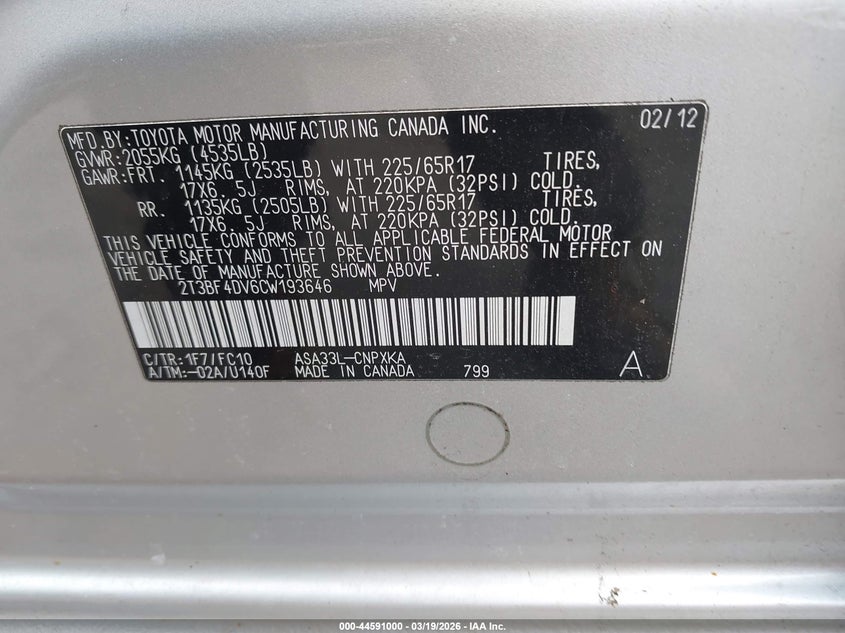 MFD.BY:TOYOTA MOTOR MANUFACTURING CANADA INC. 02/12
GVWR:2055KG (4535LB)
GAWR:FRT. 1145KG (2535LB) WITH 225/65R17 TIRES,
17X6. 5J RIMS, AT 220KPA (32PSI) COLD.
RR. 1135KG (2505LB) WITH 225/65R17 TIRES,
17X6. 5J RIMS, AT 220KPA (32PSI) COLD.
THIS VEHICLE CONFORMS TO ALL APPLICABLE FEDERAL MOTOR
VEHICLE SAFETY AND THEFT PREVENTION STANDARDS IN EFFECT ON
THE DATE OF MANUFACTURE SHOWN ABOVE.
2T3BF4DV6CW193646 MPV
C/TR:1F7/FC10 ASA33L-CNPXKA
A/TM:-02A/U140F MADE IN CANADA 799 A
000-44591000 — 03/19/2026 — IAA Inc.